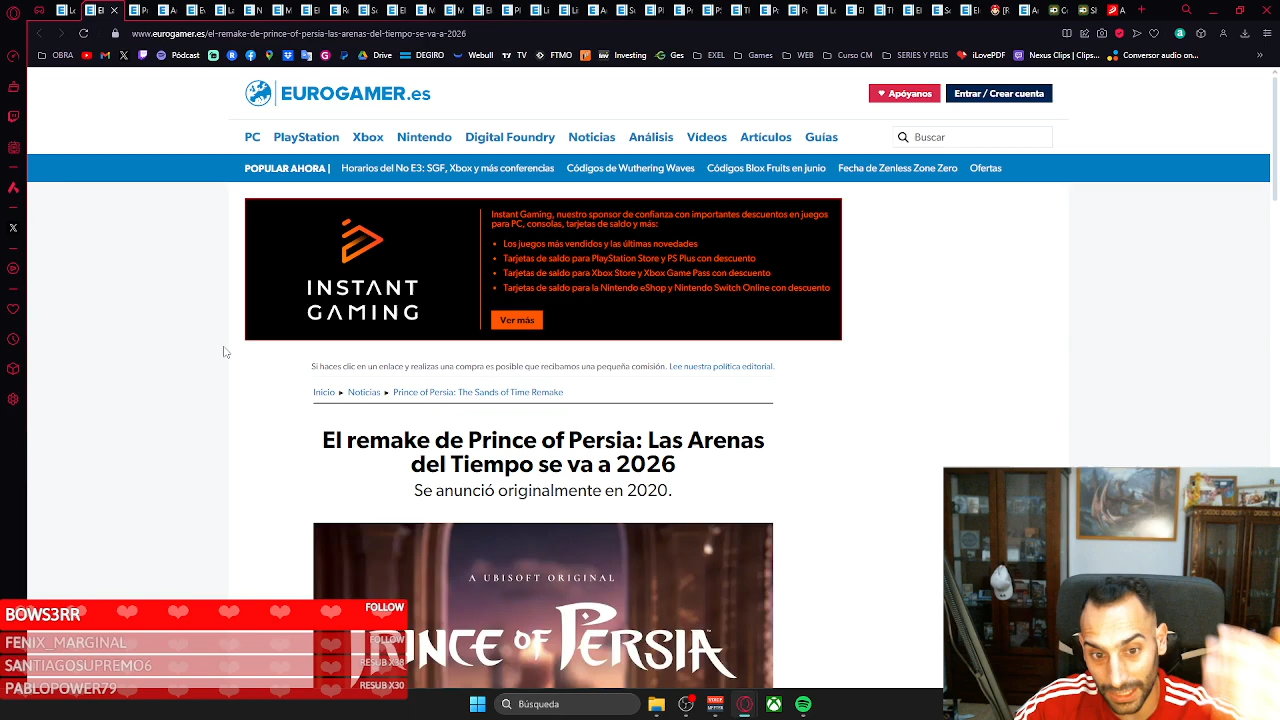 www.eurogamer.es/el-remake-de-prince-of-persia-las-arenas-del-tiempo-se-va-a-2026
OBRA
Pódcast
Ges
Drive
DEGIRO
Webull
TV
FTMO
Investing
Ges
EXEL
Games
WEB
Curso CM
SERIES Y PELIS
iLovePDF
Nexus Clips | Clips...
Conversor audio a...
EUROGAMER.es
Apóyanos
Entrar / Crear cuenta
PC PlayStation Xbox Nintendo Digital Foundry Noticias Análisis Vídeos Artículos Guías
Buscar
POPULAR AHORA | Horarios del No E3: SGF, Xbox y más conferencias Códigos de Wuthering Waves Códigos Blox Fruits en junio Fecha de Zenless Zone Zero Ofertas
INSTANT
GAMING
Instant Gaming, nuestro sponsor de confianza con importantes descuentos en juegos
para PC, consolas, tarjetas de saldo y más:
• Los juegos más vendidos y las últimas novedades
• Tarjetas de saldo para PlayStation Store y PS Plus con descuento
• Tarjetas de saldo para Xbox Store y Xbox Game Pass con descuento
• Tarjetas de saldo para la Nintendo eShop y Nintendo Switch Online con descuento
Ver más
Si haces clic en un enlace y realizas una compra es posible que recibamos una pequeña comisión. Lee nuestra política editorial.
Inicio ▸ Noticias ▸ Prince of Persia: The Sands of Time Remake
El remake de Prince of Persia: Las Arenas
del Tiempo se va a 2026
Se anunció originalmente en 2020.
A UBISOFT ORIGINAL
PRINCE OF PERSIA
BOWS3RR FOLLOW
FENIX_MARGINAL FOLLOW
SANTIAGOSUPREMO6 RESUB X38
PABLOPOWER79 RESUB X30
Búsqueda